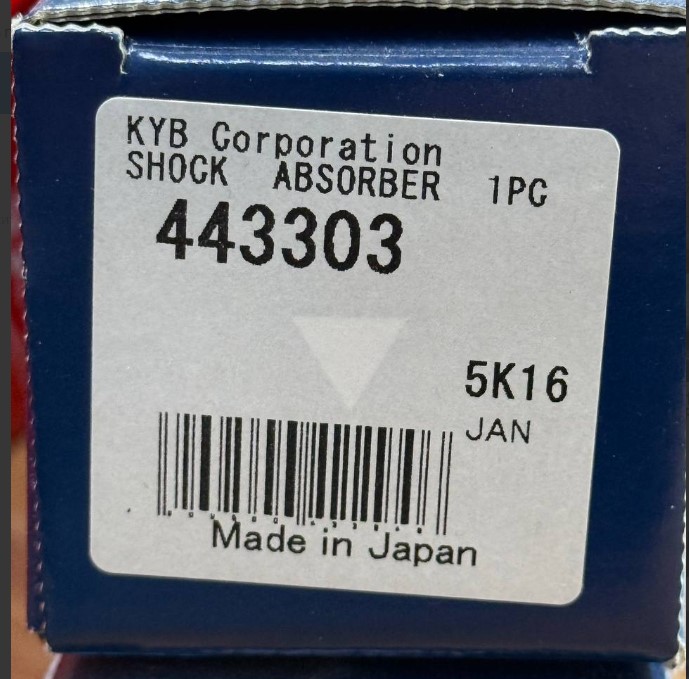 KYB Corporation
SHOCK ABSORBER 1PC
443303
5K16
JAN
Made in Japan